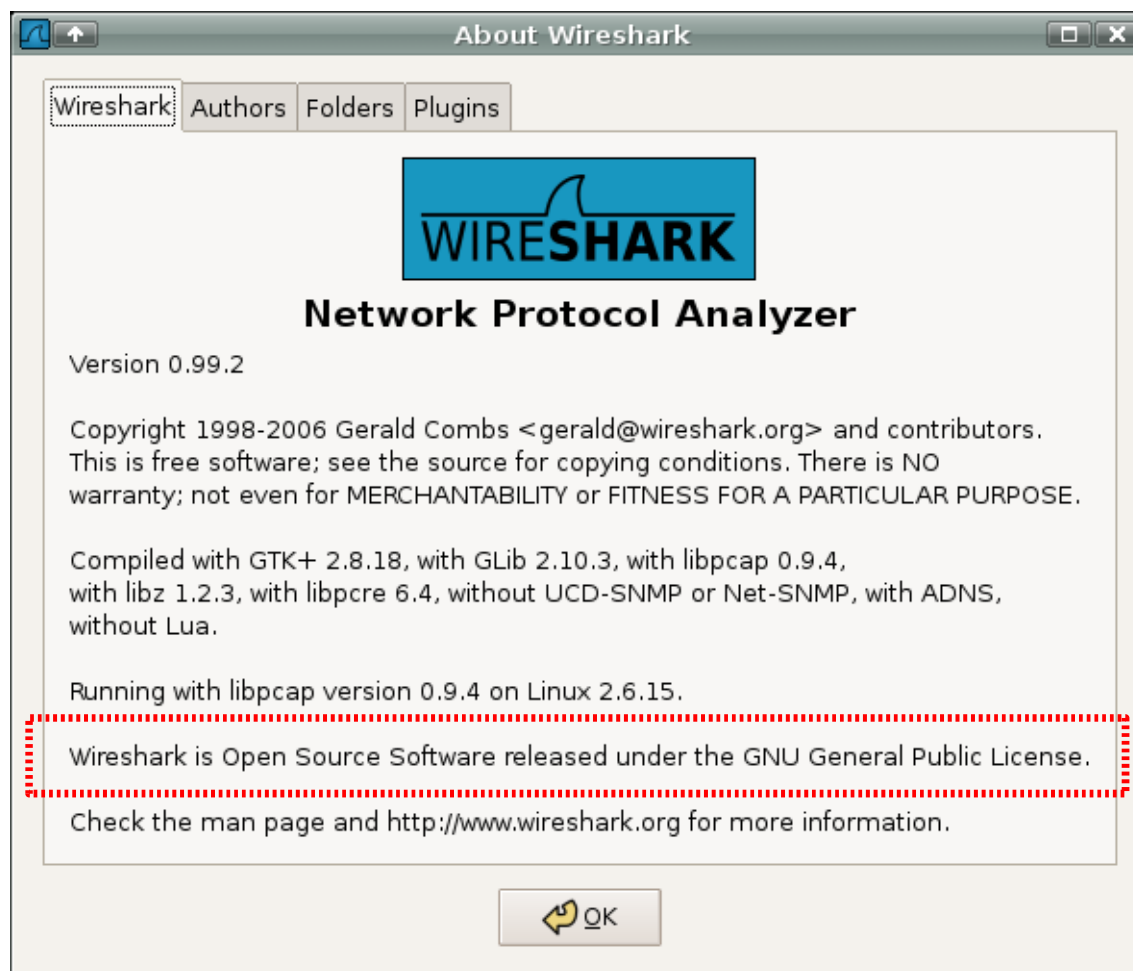 About Wireshark
Wireshark Authors Folders Plugins
WIRESHARK
Network Protocol Analyzer
Version 0.99.2
Copyright 1998-2006 Gerald Combs <gerald@wireshark.org> and contributors.
This is free software; see the source for copying conditions. There is NO
warranty; not even for MERCHANTABILITY or FITNESS FOR A PARTICULAR PURPOSE.
Compiled with GTK+ 2.8.18, with GLib 2.10.3, with libpcap 0.9.4,
with libz 1.2.3, with libpcre 6.4, without UCD-SNMP or Net-SNMP, with ADNS,
without Lua.
Running with libpcap version 0.9.4 on Linux 2.6.15.
Wireshark is Open Source Software released under the GNU General Public License.
Check the man page and http://www.wireshark.org for more information.
OK